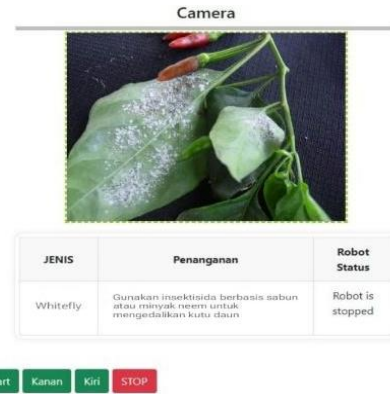 Camera
JENIS Penanganan Robot
Status
Whitefly Gunakan insektisida berbasis sabun Robot is
atau minyak neem untuk stopped
mengedalikan kutu daun
Kanan Kiri STOP